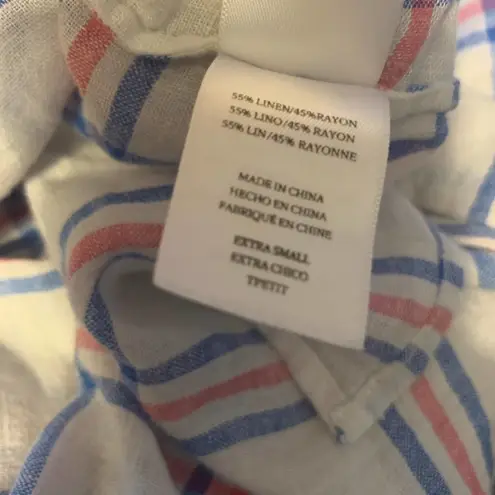 55% LINEN/45%RAYON
55% LINO/45% RAYON
55% LIN/45% RAYONNE
MADE IN CHINA
HECHO EN CHINA
FABRIQUÉ EN CHINE
EXTRA SMALL
EXTRA CHICO
TPETIT